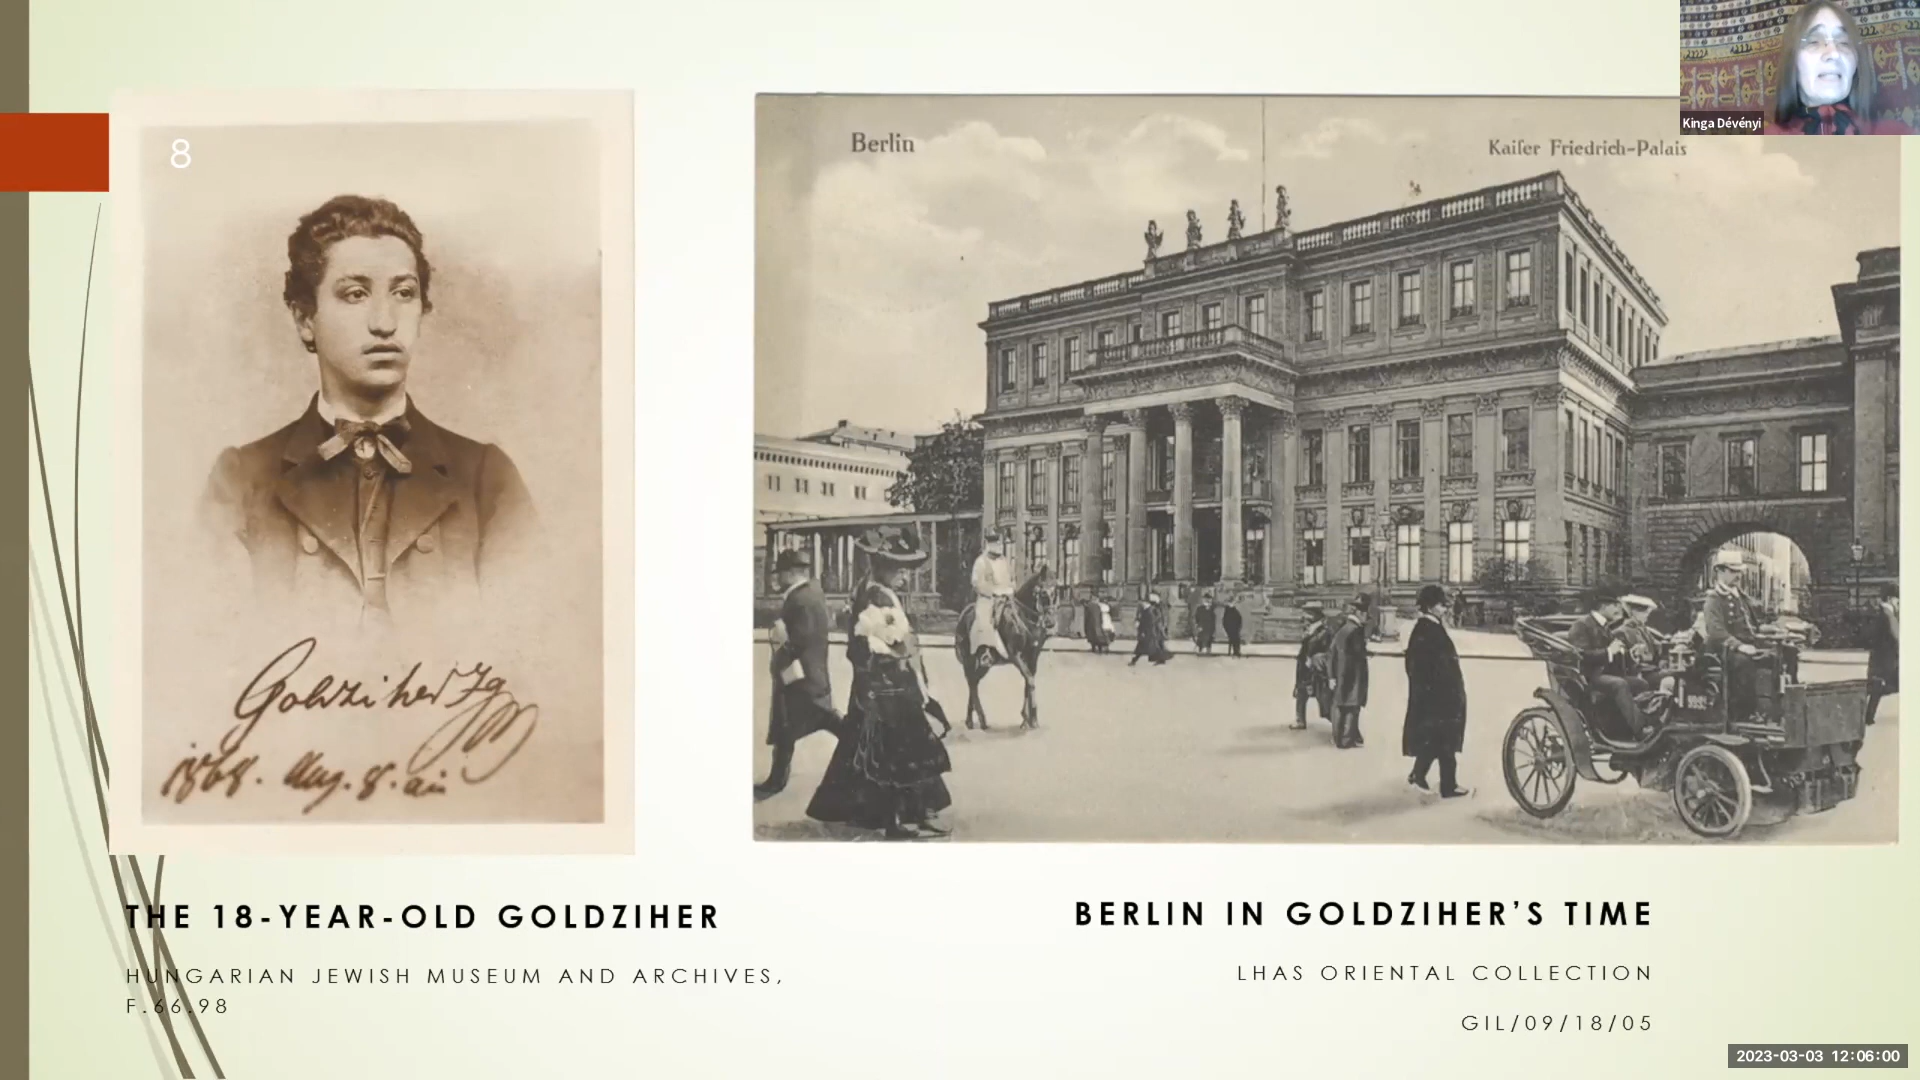 Kinga Dévényi
8
Goldziher Ig
1868. Aug. 8. án
Berlin
Kaiser Friedrich-Palais
THE 18-YEAR-OLD GOLDZIHER
HUNGARIAN JEWISH MUSEUM AND ARCHIVES,
F.66.98
BERLIN IN GOLDZIHER’S TIME
LHAS ORIENTAL COLLECTION
GIL/09/18/05
2023-03-03 12:06:00